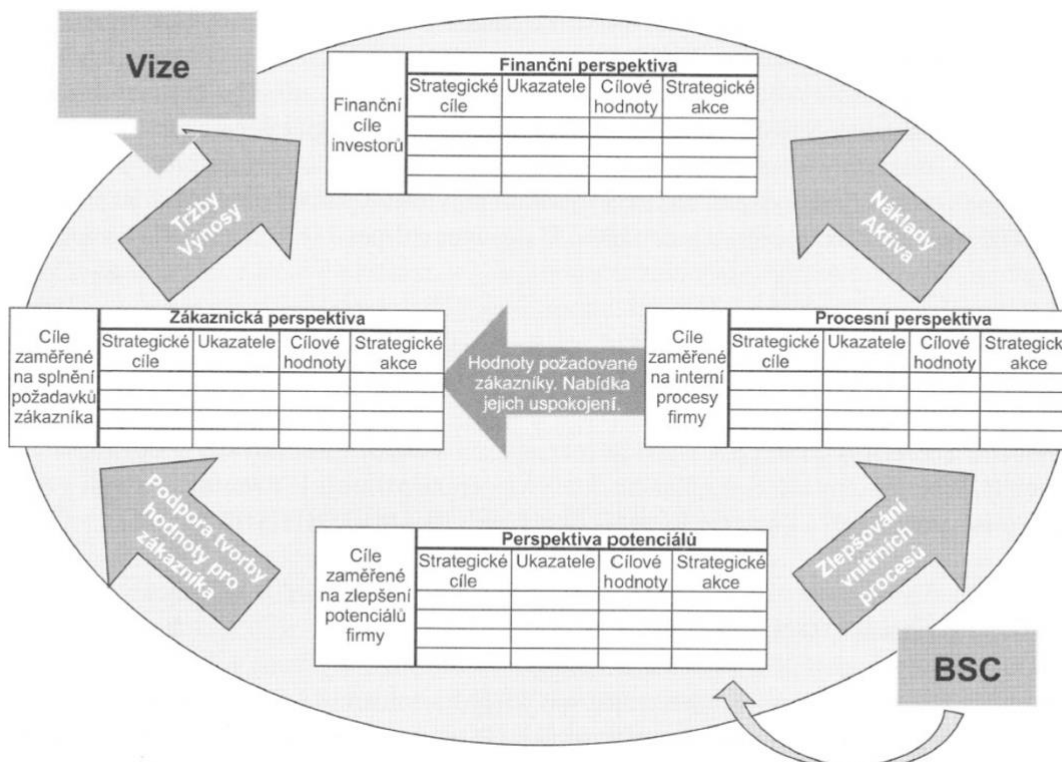 Vize
Finanční perspektiva
Finanční
cíle
investorů
Strategické
cíle
Ukazatele
Cílové
hodnoty
Strategické
akce
Tržby
Výnosy
Náklady
Aktiva
Zákaznická perspektiva
Cíle
zaměřené
na splnění
požadavků
zákazníka
Strategické
cíle
Ukazatele
Cílové
hodnoty
Strategické
akce
Hodnoty požadované
zákazníky, Nabídka
jejich uspokojení.
Procesní perspektiva
Cíle
zaměřené
na interní
procesy
firmy
Strategické
cíle
Ukazatele
Cílové
hodnoty
Strategické
akce
Podpora tvorby
hodnoty pro
zákazníka
Perspektiva potenciálů
Cíle
zaměřené
na zlepšení
potenciálů
firmy
Strategické
cíle
Ukazatele
Cílové
hodnoty
Strategické
akce
Zlepšování
vnitřních
procesů
BSC